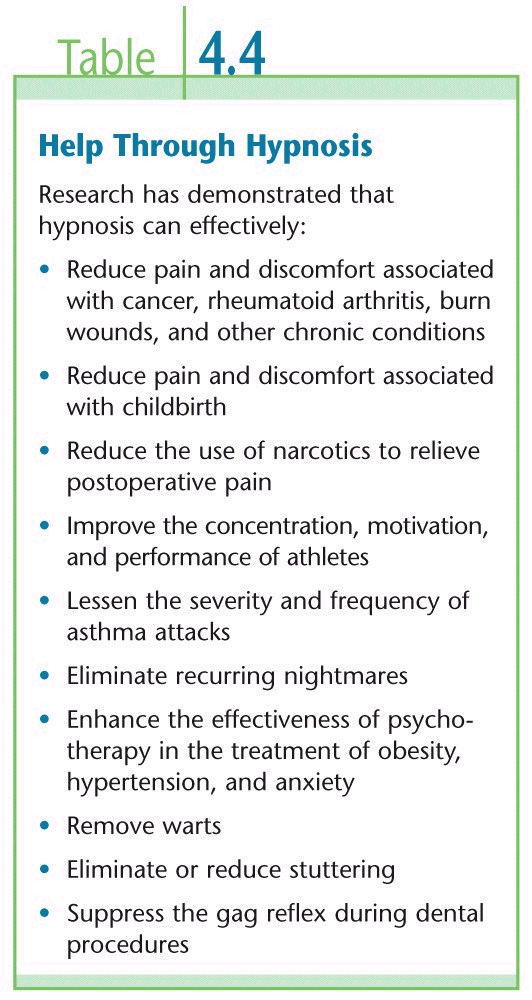 Table 4.4
Help Through Hypnosis
Research has demonstrated that
hypnosis can effectively:
• Reduce pain and discomfort associated
with cancer, rheumatoid arthritis, burn
wounds, and other chronic conditions
• Reduce pain and discomfort associated
with childbirth
• Reduce the use of narcotics to relieve
postoperative pain
• Improve the concentration, motivation,
and performance of athletes
• Lessen the severity and frequency of
asthma attacks
• Eliminate recurring nightmares
• Enhance the effectiveness of psycho-
therapy in the treatment of obesity,
hypertension, and anxiety
• Remove warts
• Eliminate or reduce stuttering
• Suppress the gag reflex during dental
procedures